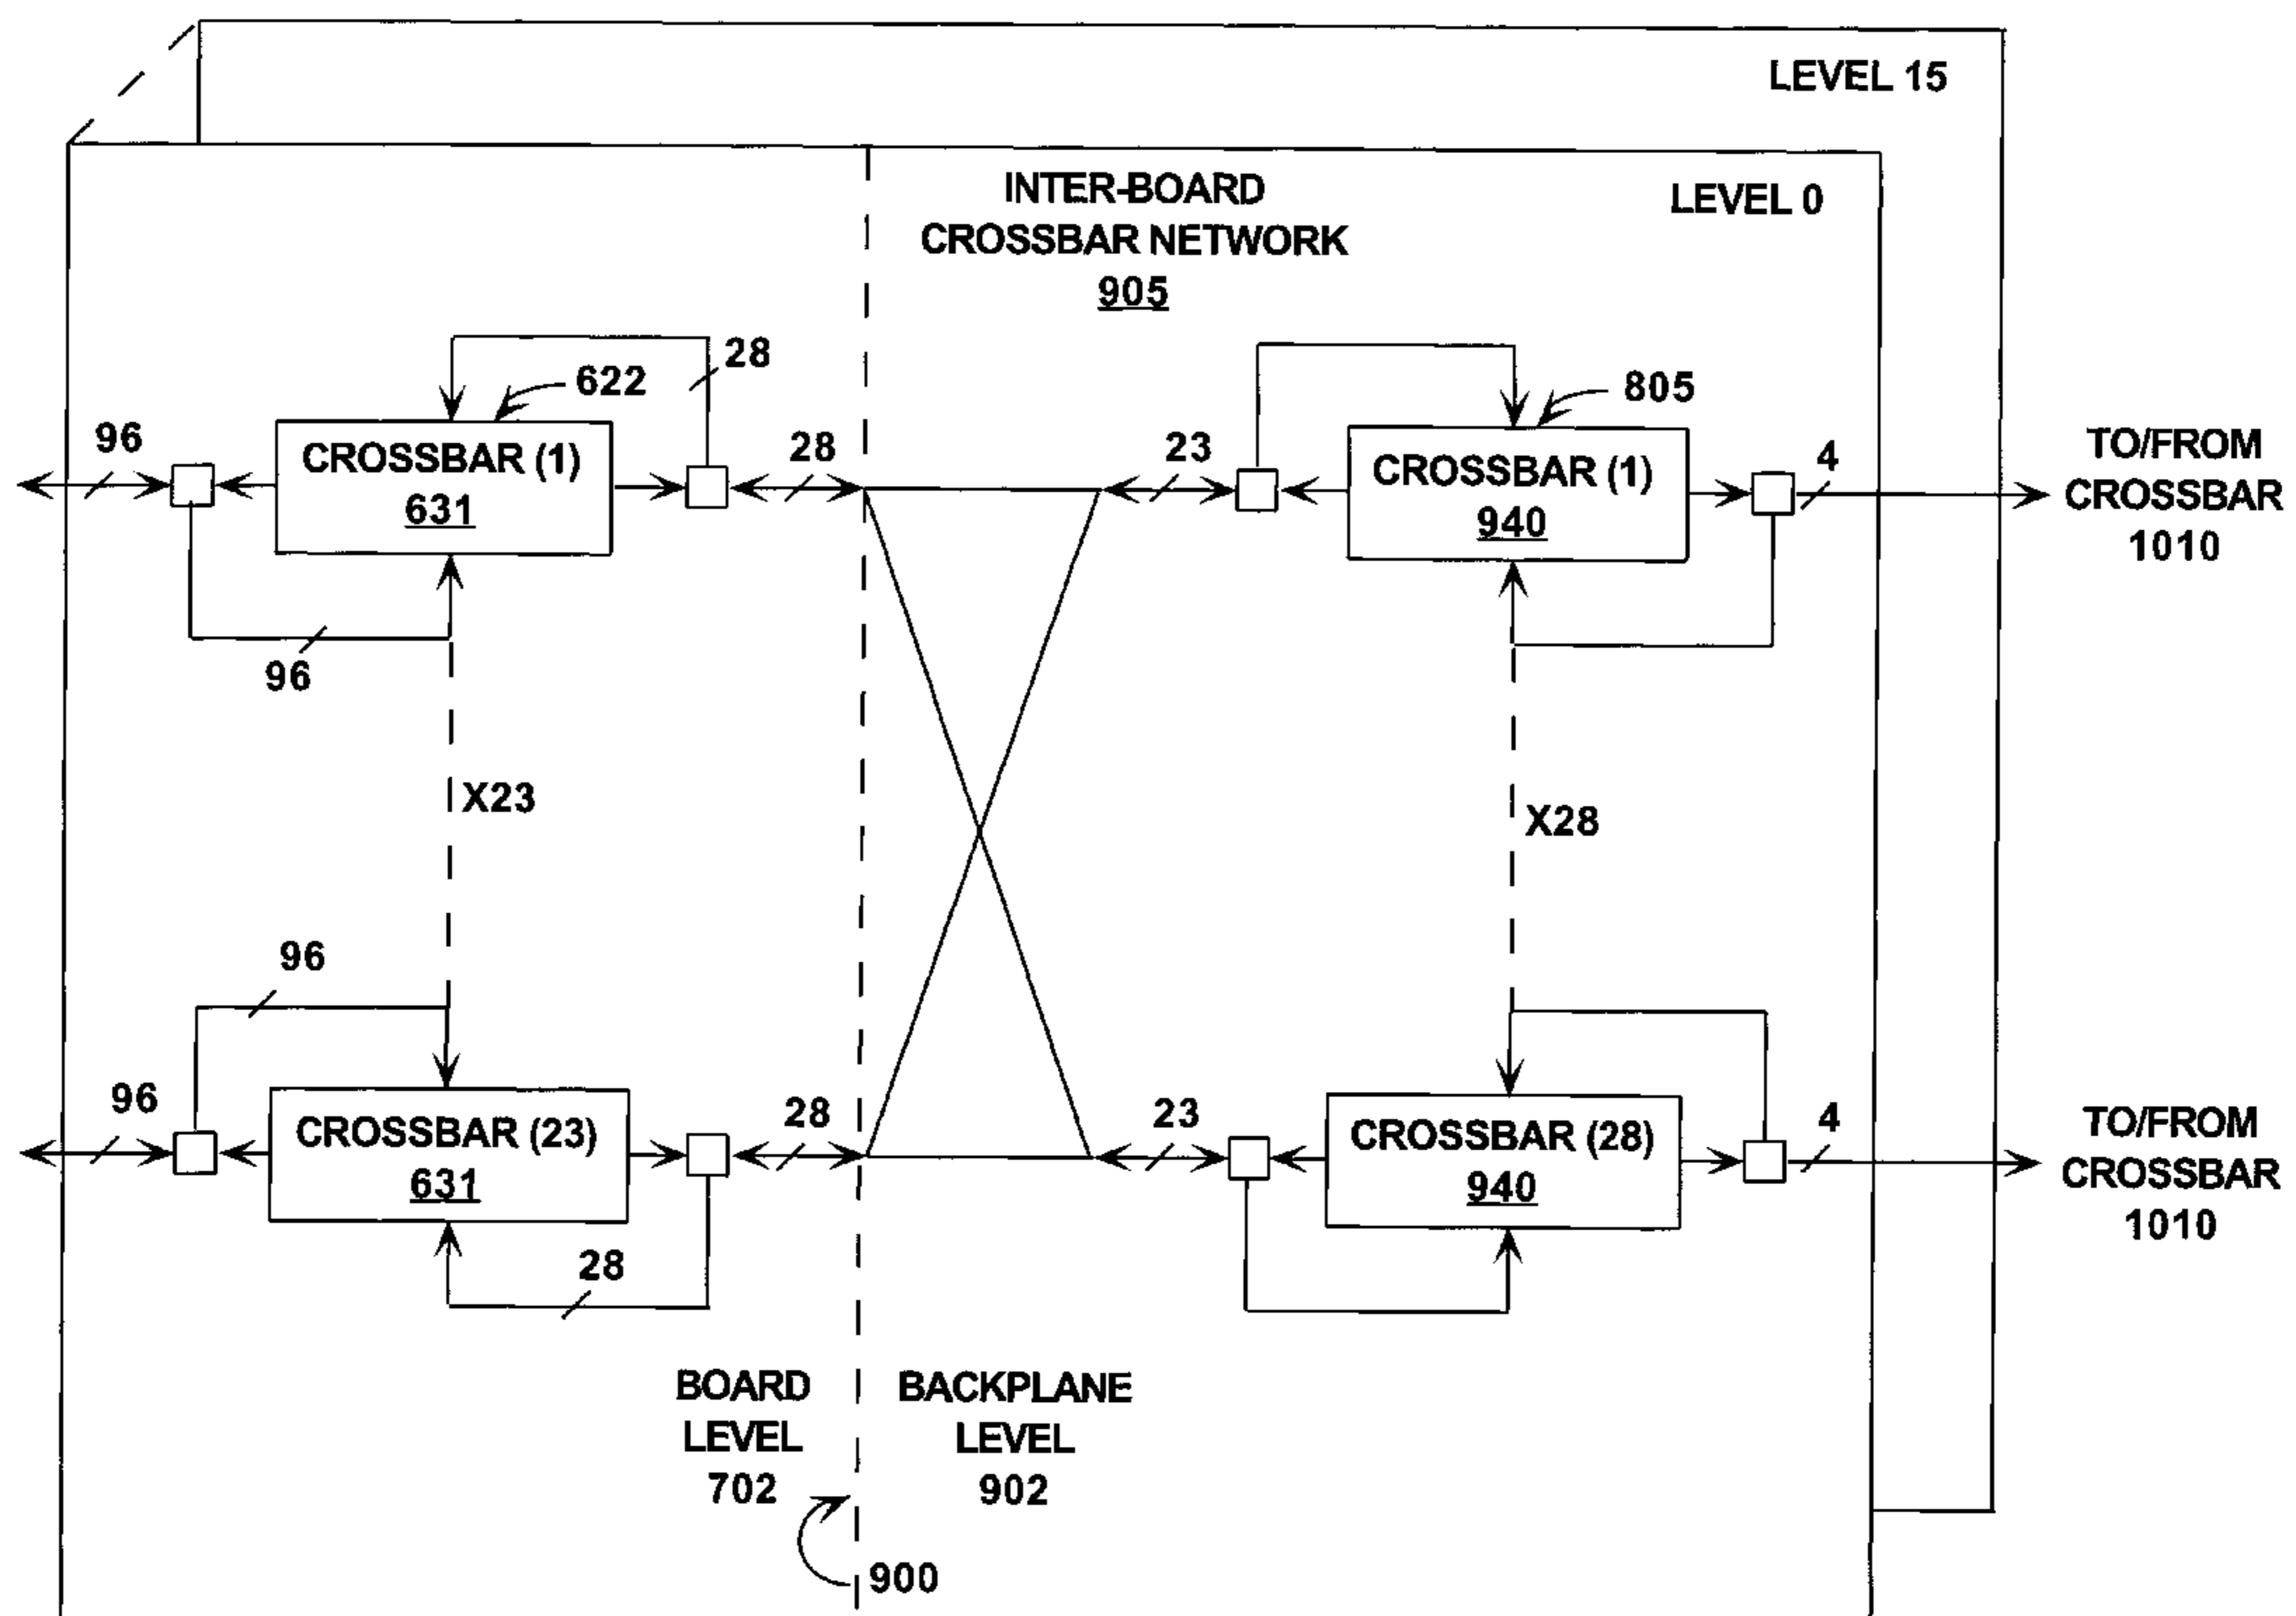 LEVEL 15
LEVEL 0
INTER-BOARD
CROSSBAR NETWORK
905
28
622
805
96
CROSSBAR (1)
631
28
23
CROSSBAR (1)
940
4
TO/FROM
CROSSBAR
1010
96
X23
X28
96
96
CROSSBAR (23)
631
28
23
CROSSBAR (28)
940
4
TO/FROM
CROSSBAR
1010
28
BOARD
LEVEL
702
BACKPLANE
LEVEL
902
900